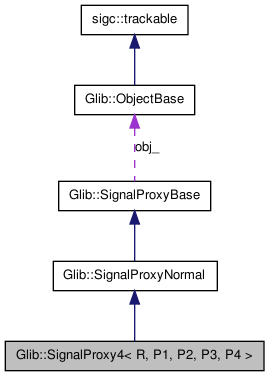 sigc::trackable
Glib::ObjectBase
obj_
Glib::SignalProxyBase
Glib::SignalProxyNormal
Glib::SignalProxy4< R, P1, P2, P3, P4 >